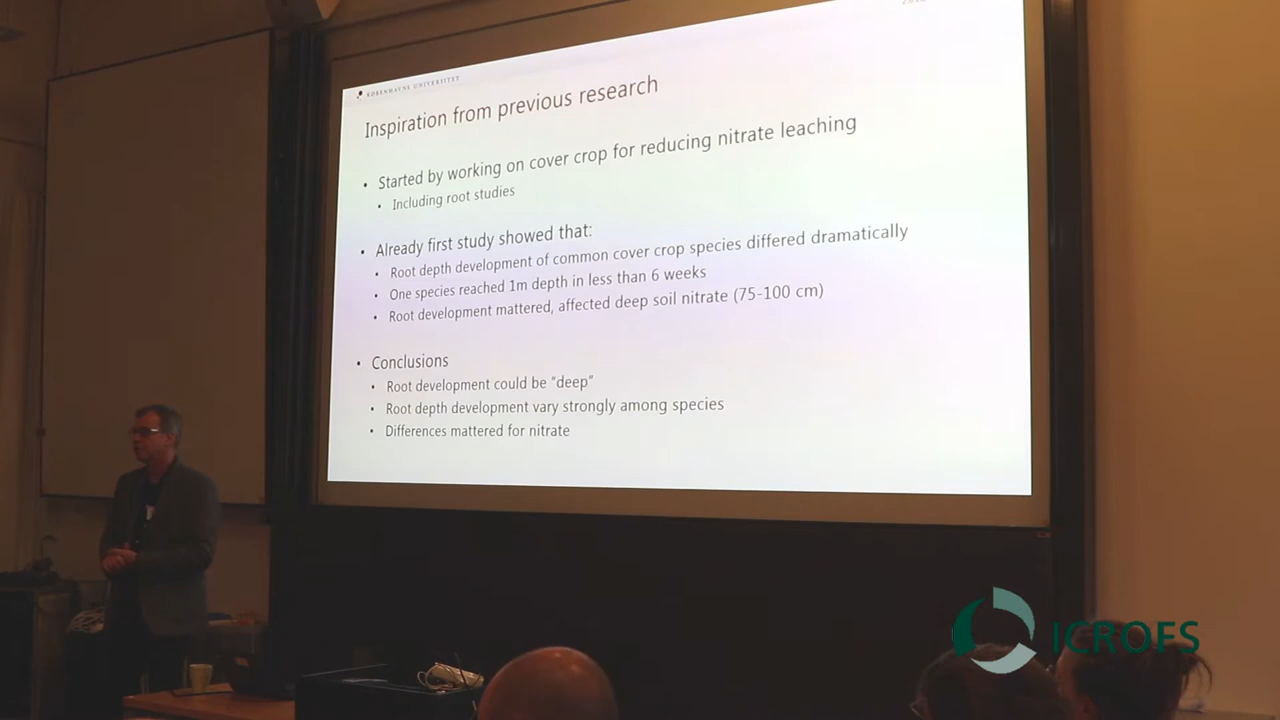 KØBENHAVNS UNIVERSITET
Inspiration from previous research
• Started by working on cover crop for reducing nitrate leaching
• Including root studies
• Already first study showed that:
• Root depth development of common cover crop species differed dramatically
• One species reached 1m depth in less than 6 weeks
• Root development mattered, affected deep soil nitrate (75-100 cm)
• Conclusions
• Root development could be "deep"
• Root depth development vary strongly among species
• Differences mattered for nitrate
ICROFS